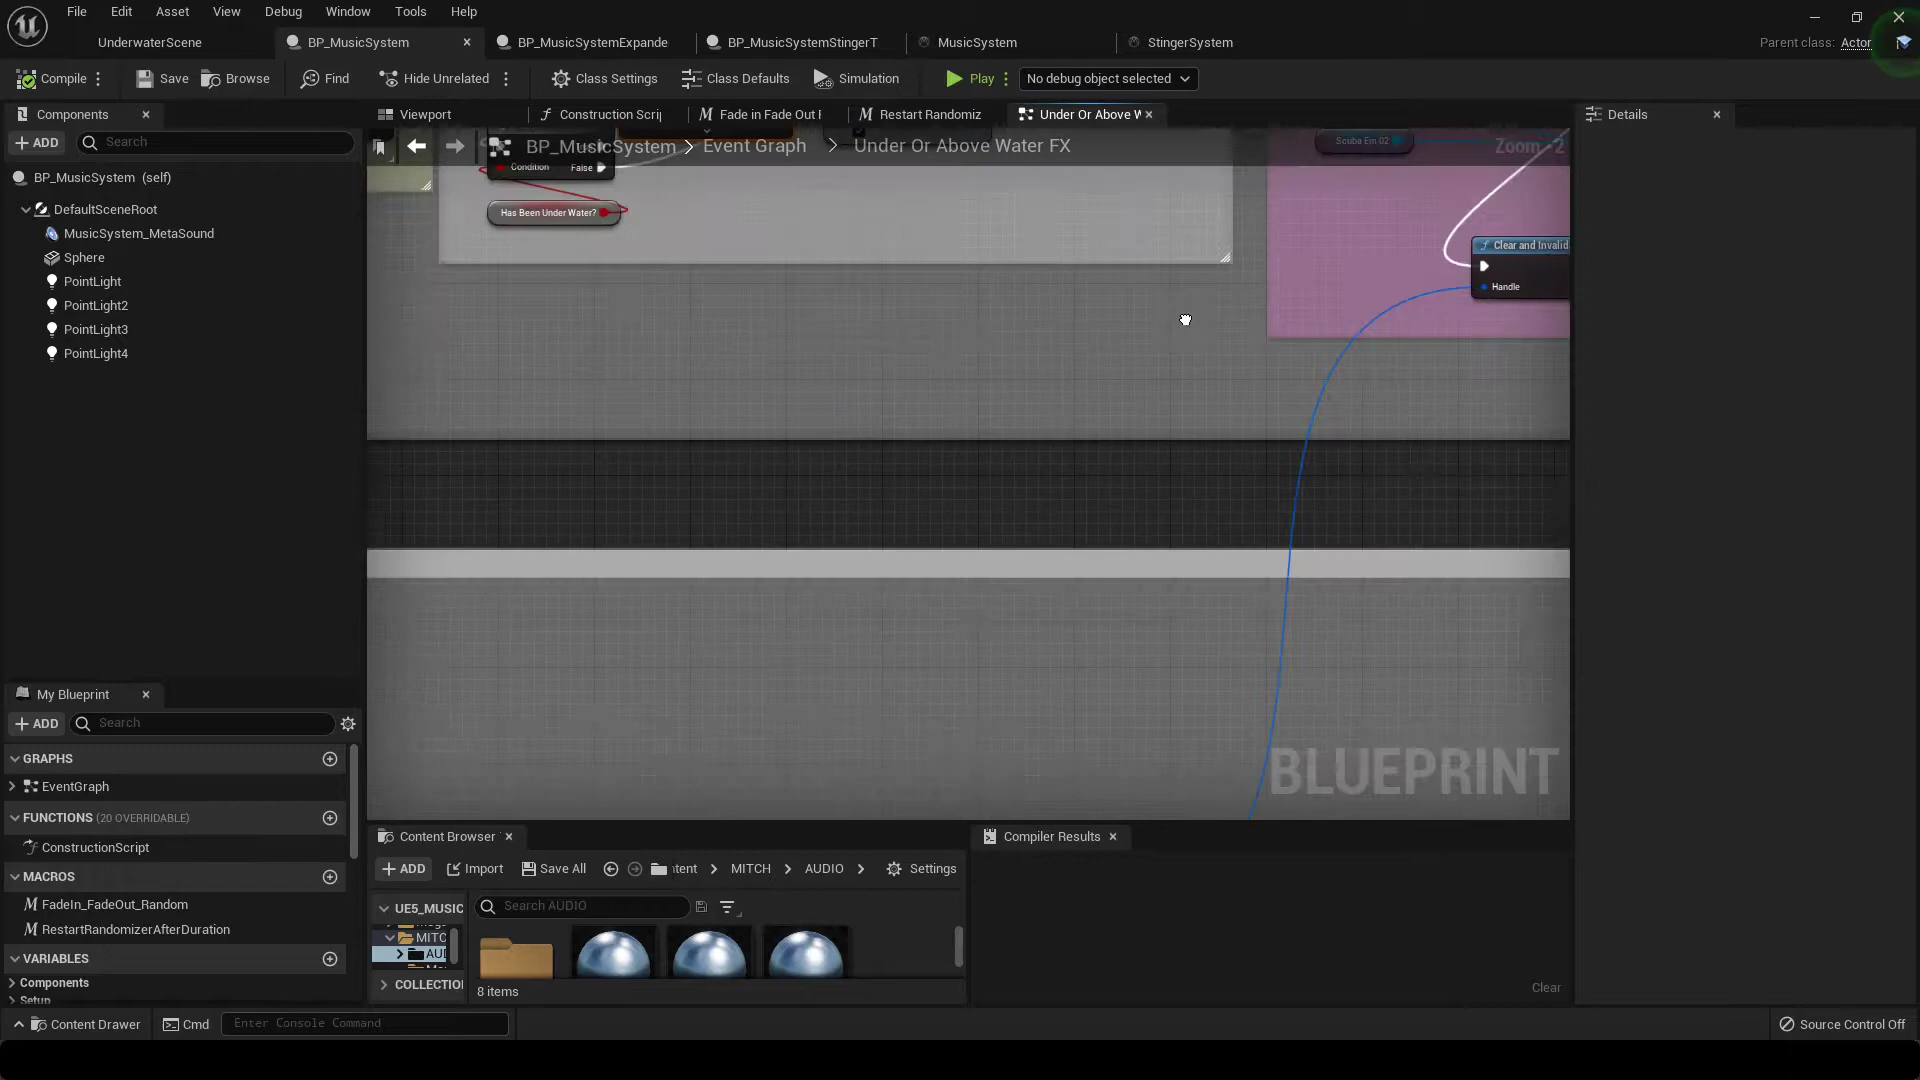 File Edit Asset View Debug Window Tools Help
UnderwaterScene BP_MusicSystem BP_MusicSystemExpande BP_MusicSystemStingerT MusicSystem StingerSystem Parent class: Actor
Compile Save Browse Find Hide Unrelated Class Settings Class Defaults Simulation Play No debug object selected
Components Viewport Construction Scri Fade in Fade Out Restart Randomiz Under Or Above W Details
ADD Search
BP_MusicSystem > Event Graph > Under Or Above Water FX Zoom -2
Scuba Em 02
Condition False
BP_MusicSystem (self)
DefaultSceneRoot
Has Been Under Water?
MusicSystem_MetaSound
Clear and Invalid
Sphere
PointLight
Handle
PointLight2
PointLight3
PointLight4
My Blueprint
ADD Search
GRAPHS
EventGraph
BLUEPRINT
FUNCTIONS (20 OVERRIDABLE)
ConstructionScript
MACROS
FadeIn_FadeOut_Random
RestartRandomizerAfterDuration
VARIABLES
Components
Setup
Content Browser Compiler Results
ADD Import Save All ntent > MITCH > AUDIO > Settings
UE5_MUSIC Search AUDIO
MITC
AUD
COLLECTIO 8 items
Clear
Content Drawer Cmd Enter Console Command Source Control Off